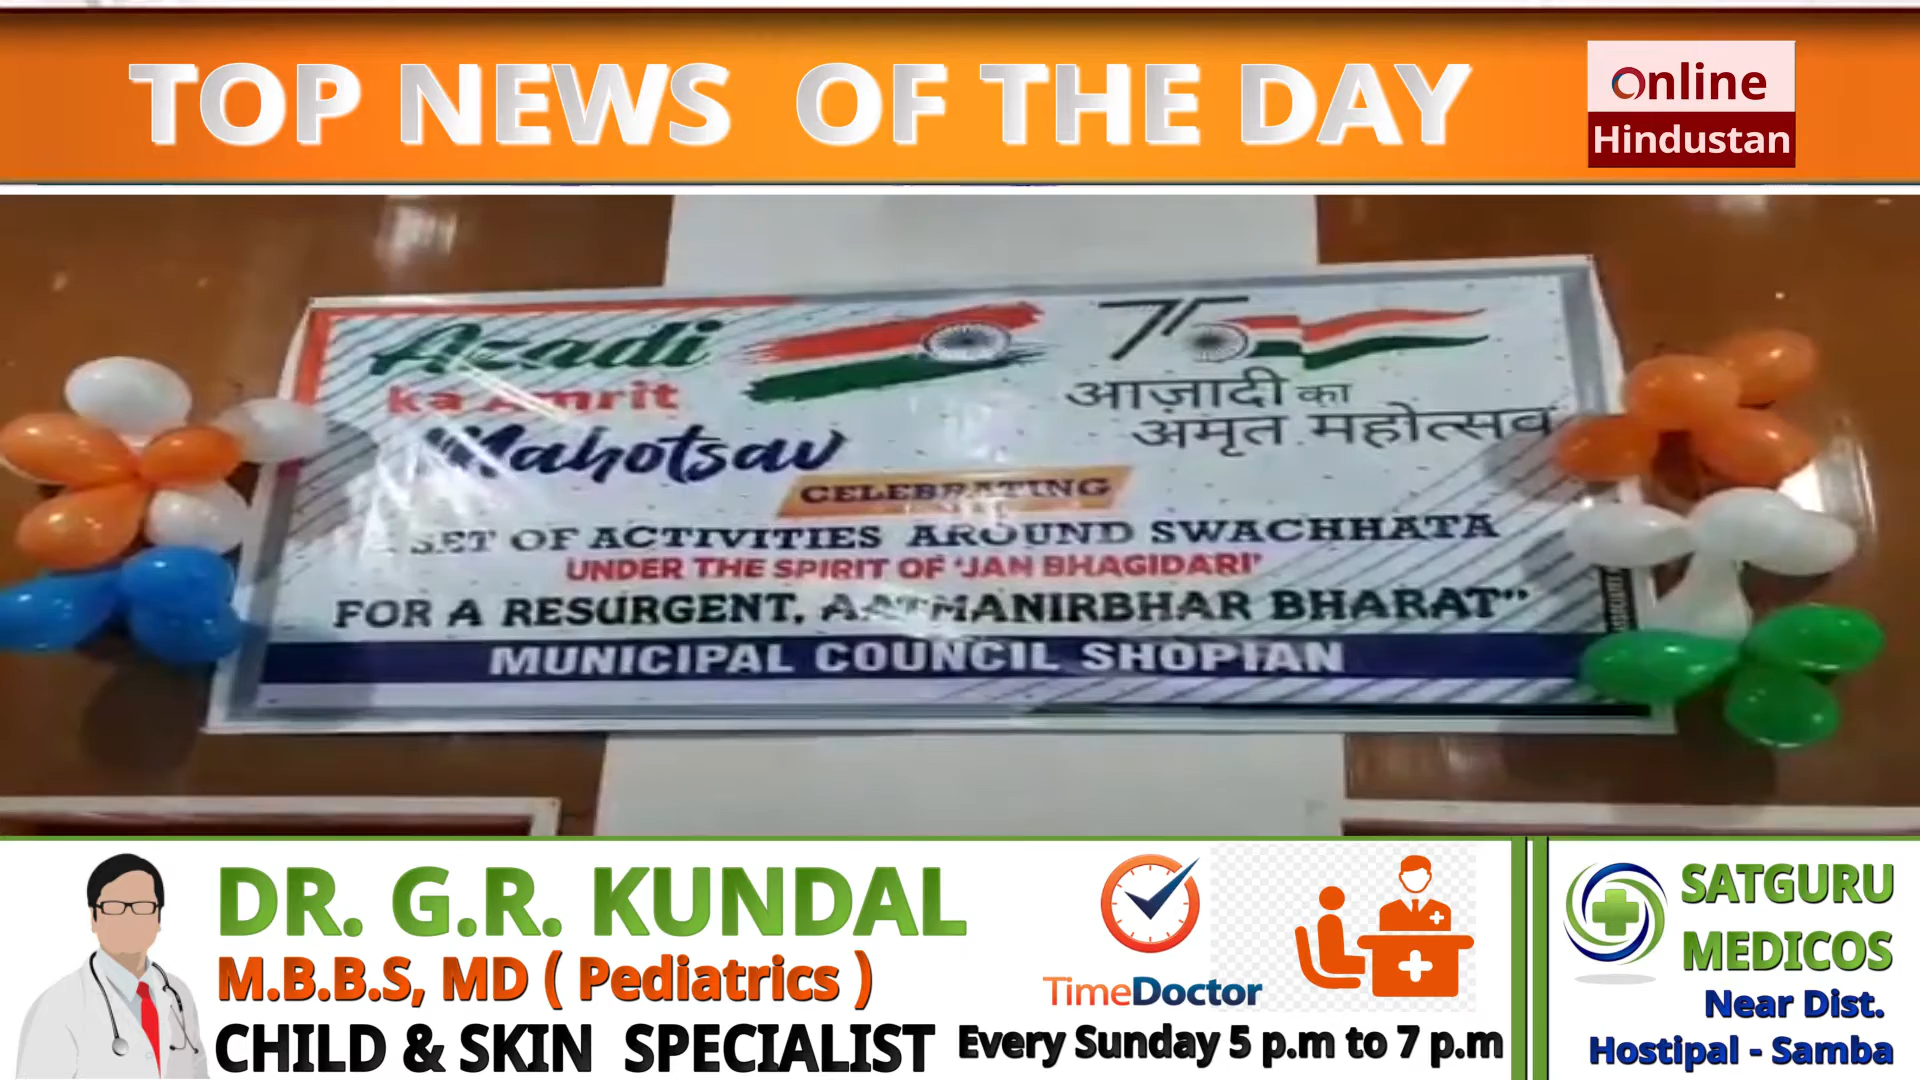 TOP NEWS OF THE DAY
Online
Hindustan
Azadi
ka Amrit
Mahotsav
75
आज़ादी का
अमृत महोत्सव
CELEBRATING
SET OF ACTIVITIES AROUND SWACHHATA
UNDER THE SPIRIT OF 'JAN BHAGIDARI'
FOR A RESURGENT, AATMANIRBHAR BHARAT"
MUNICIPAL COUNCIL SHOPIAN
DR. G.R. KUNDAL
M.B.B.S, MD ( Pediatrics )
CHILD & SKIN SPECIALIST
TimeDoctor
Every Sunday 5 p.m to 7 p.m
SATGURU
MEDICOS
Near Dist.
Hostipal - Samba